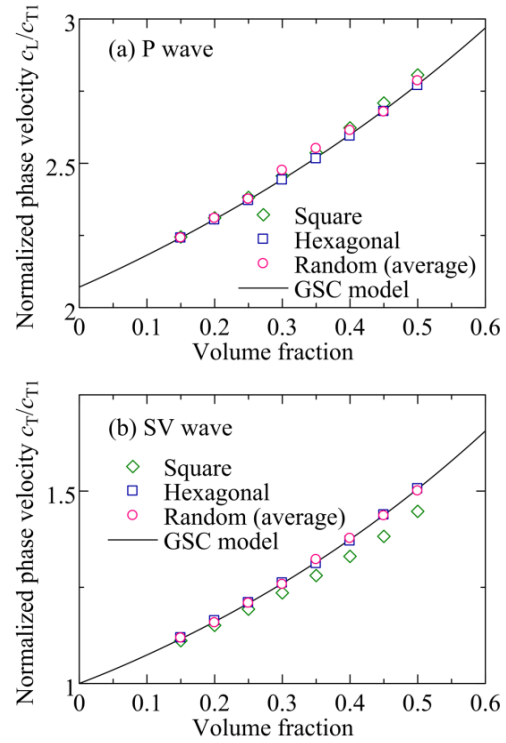 Normalized phase velocity c_L/c_T1
3
2.5
2
(a) P wave
Square
Hexagonal
Random (average)
GSC model
0 0.1 0.2 0.3 0.4 0.5 0.6
Volume fraction
Normalized phase velocity c_T/c_T1
1.5
1
(b) SV wave
Square
Hexagonal
Random (average)
GSC model
0 0.1 0.2 0.3 0.4 0.5 0.6
Volume fraction